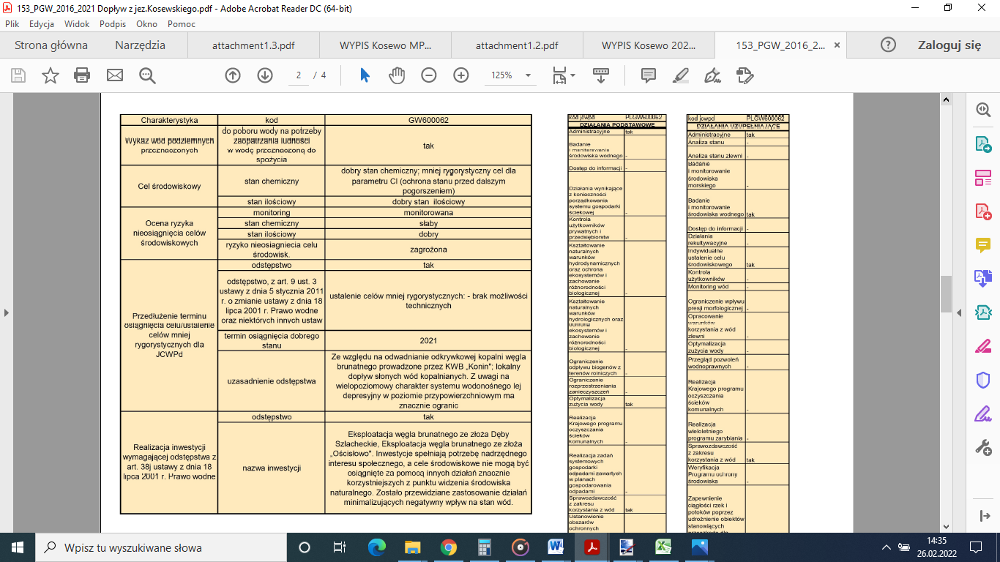 153_PGW_2016_2021 Dopływ z jez.Kosewskiego.pdf - Adobe Acrobat Reader DC (64-bit)
Plik Edycja Widok Podpis Okno Pomoc
Strona główna Narzędzia attachment1.3.pdf WYPIS Kosewo MP... attachment1.2.pdf WYPIS Kosewo 202... 153_PGW_2016_2... × ? Zaloguj się
2 / 4 125%
Charakterystyka kod GW600062
Wykaz wód podziemnych przeznaczonych
do poboru wody na potrzeby
zaopatrzania ludności
w wodę przeznaczoną do
spożycia
tak
Cel środowiskowy
stan chemiczny
dobry stan chemiczny; mniej rygorystyczny cel dla
parametru Cl (ochrona stanu przed dalszym
pogorszeniem)
stan ilościowy dobry stan ilościowy
Ocena ryzyka
nieosiągnięcia celów
środowiskowych
monitoring monitorowana
stan chemiczny słaby
stan ilościowy dobry
ryzyko nieosiagniecia celu
środowisk.
zagrożona
Przedłużenie terminu
osiągnięcia celu/ustalenie
celów mniej
rygorystycznych dla
JCWPd
odstępstwo tak
odstępstwo, z art. 9 ust. 3
ustawy z dnia 5 stycznia 2011
r. o zmianie ustawy z dnia 18
lipca 2001 r. Prawo wodne
oraz niektórych innych ustaw
ustalenie celów mniej rygorystycznych: - brak możliwości
technicznych
termin osiągnięcia dobrego
stanu
2021
uzasadnienie odstępstwa
Ze względu na odwadnianie odkrywkowej kopalni węgla
brunatnego prowadzone przez KWB „Konin"; lokalny
dopływ słonych wód kopalnianych. Z uwagi na
wielopoziomowy charakter systemu wodonośnego lej
depresyjny w poziomie przypowierzchniowym ma
znacznie ogranic
Realizacja inwestycji
wymagającej odstępstwa z
art. 38j ustawy z dnia 18
lipca 2001 r. Prawo wodne
odstępstwo tak
nazwa inwestycji
Eksploatacja węgla brunatnego ze złoża Dęby
Szlacheckie, Eksploatacja węgla brunatnego ze złoża
„Ościsłowo". Inwestycje spełniają potrzebę nadrzędnego
interesu społecznego, a cele środowiskowe nie mogą być
osiągnięte za pomocą innych działań znacznie
korzystniejszych z punktu widzenia środowiska
naturalnego. Zostało przewidziane zastosowanie działań
minimalizujących negatywny wpływ na stan wód.
kod jcwpd PLGW600062
DZIAŁANIA PODSTAWOWE
Administracyjne tak
Badanie
i monitorowanie
środowiska wodnego -
Dostęp do informacji -
Działania wynikające
z konieczności
porządkowania
systemu gospodarki
ściekowej -
Kontrola
użytkowników
prywatnych i
przedsiębiorstw -
Kształtowanie
naturalnych
warunków
hydrodynamicznych
oraz ochrona
ekosystemów i
zachowanie
różnorodności
biologicznej -
Kształtowanie
naturalnych
warunków
hydrologicznych oraz
ochrona
ekosystemów i
zachowanie
różnorodności
biologicznej -
Ograniczenie
odpływu biogenów z
terenów rolniczych -
Ograniczenie
rozprzestrzeniania
zanieczyszczeń -
Optymalizacja
zużycia wody tak
Realizacja
Krajowego programu
oczyszczania
ścieków
komunalnych -
Realizacja zadań
systemowych
gospodarki
odpadami zawartych
w planach
gospodarowania
odpadami -
Sprawozdawczość
z zakresu
korzystania z wód tak
Ustanowienie
obszarów
ochronnych
kod jcwpd PLGW600062
DZIAŁANIA UZUPEŁNIAJĄCE
Administracyjne tak
Analiza stanu -
Analiza stanu zlewni -
Badanie
i monitorowanie
środowiska
morskiego -
Badanie
i monitorowanie
środowiska wodnego tak
Dostęp do informacji -
Działania
rekultywacyjne -
Indywidualne
ustalenie celu
środowiskowego tak
Kontrola
użytkowników -
Monitoring wód -
Ograniczenie wpływu
presji morfologicznej -
Opracowanie
warunków
korzystania z wód
zlewni -
Optymalizacja
zużycia wody -
Przegląd pozwoleń
wodnoprawnych -
Realizacja
Krajowego programu
oczyszczania
ścieków
komunalnych -
Realizacja
wieloletniego
programu zarybiania -
Sprawozdawczość
z zakresu
korzystania z wód tak
Weryfikacja
Programu ochrony
środowiska -
Zapewnienie
ciągłości rzek i
potoków poprzez
udrożnienie obiektów
stanowiących
Wpisz tu wyszukiwane słowa
14:35
26.02.2022